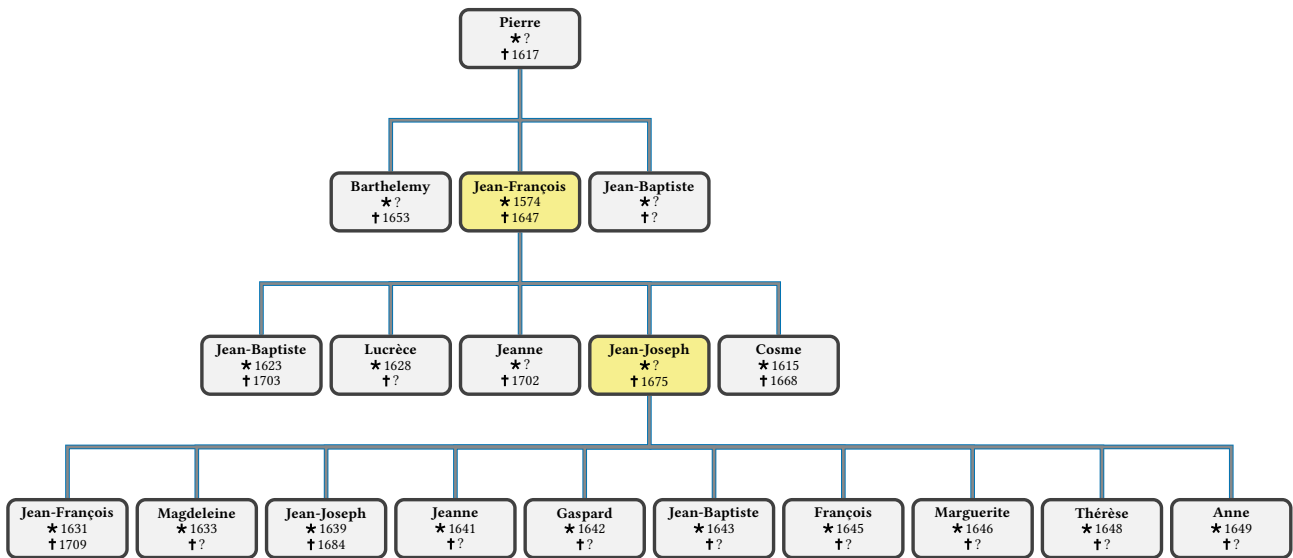 Pierre
* ?
† 1617
Barthelemy
* ?
† 1653
Jean-François
* 1574
† 1647
Jean-Baptiste
* ?
† ?
Jean-Baptiste
* 1623
† 1703
Lucrèce
* 1628
† ?
Jeanne
* ?
† 1702
Jean-Joseph
* ?
† 1675
Cosme
* 1615
† 1668
Jean-François
* 1631
† 1709
Magdeleine
* 1633
† ?
Jean-Joseph
* 1639
† 1684
Jeanne
* 1641
† ?
Gaspard
* 1642
† ?
Jean-Baptiste
* 1643
† ?
François
* 1645
† ?
Marguerite
* 1646
† ?
Thérèse
* 1648
† ?
Anne
* 1649
† ?